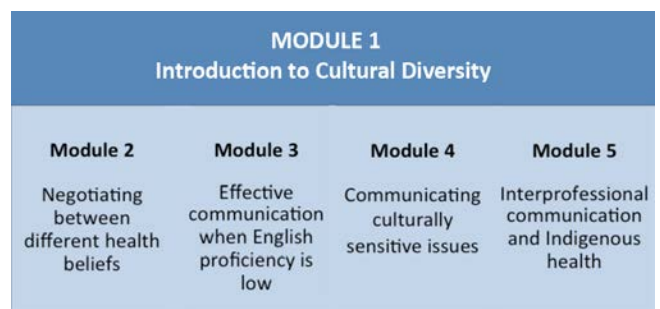 MODULE 1
Introduction to Cultural Diversity
Module 2
Negotiating
between
different health
beliefs
Module 3
Effective
communication
when English
proficiency is
low
Module 4
Communicating
culturally
sensitive issues
Module 5
Interprofessional
communication
and Indigenous
health